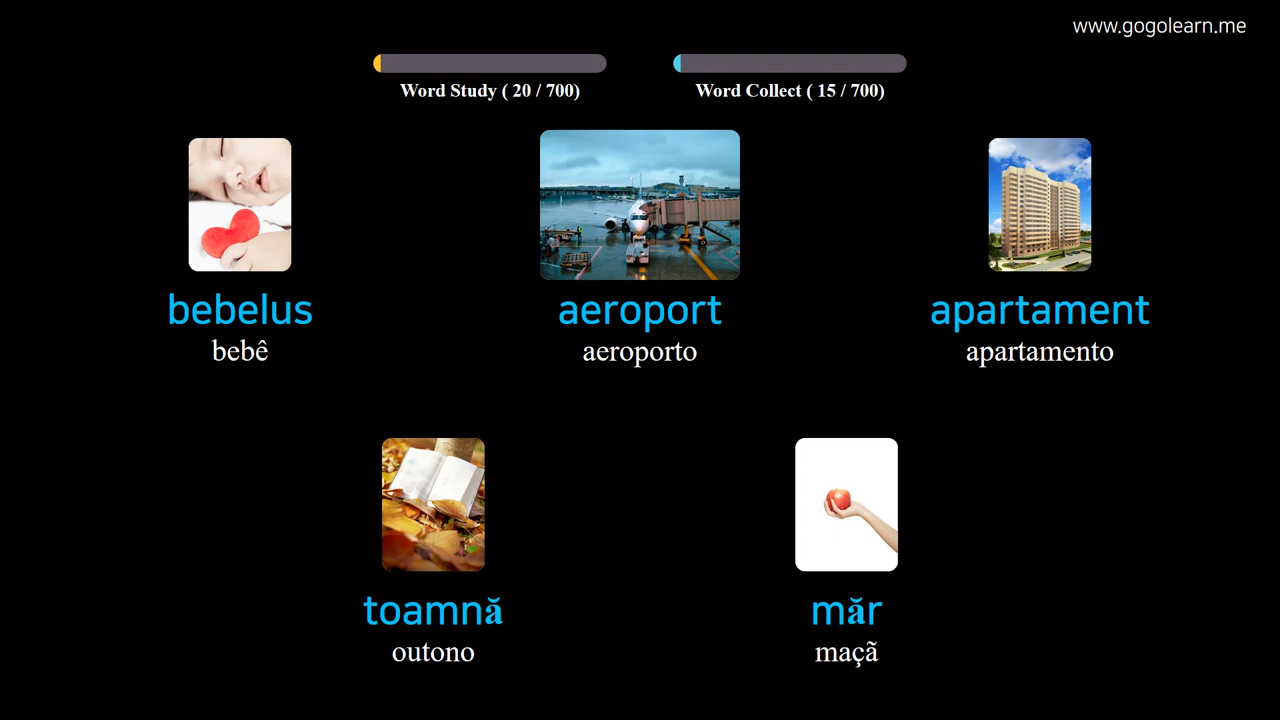 www.gogolearn.me
Word Study ( 20 / 700)
Word Collect ( 15 / 700)
bebelus
bebê
aeroport
aeroporto
apartament
apartamento
toamnă
outono
măr
maçã